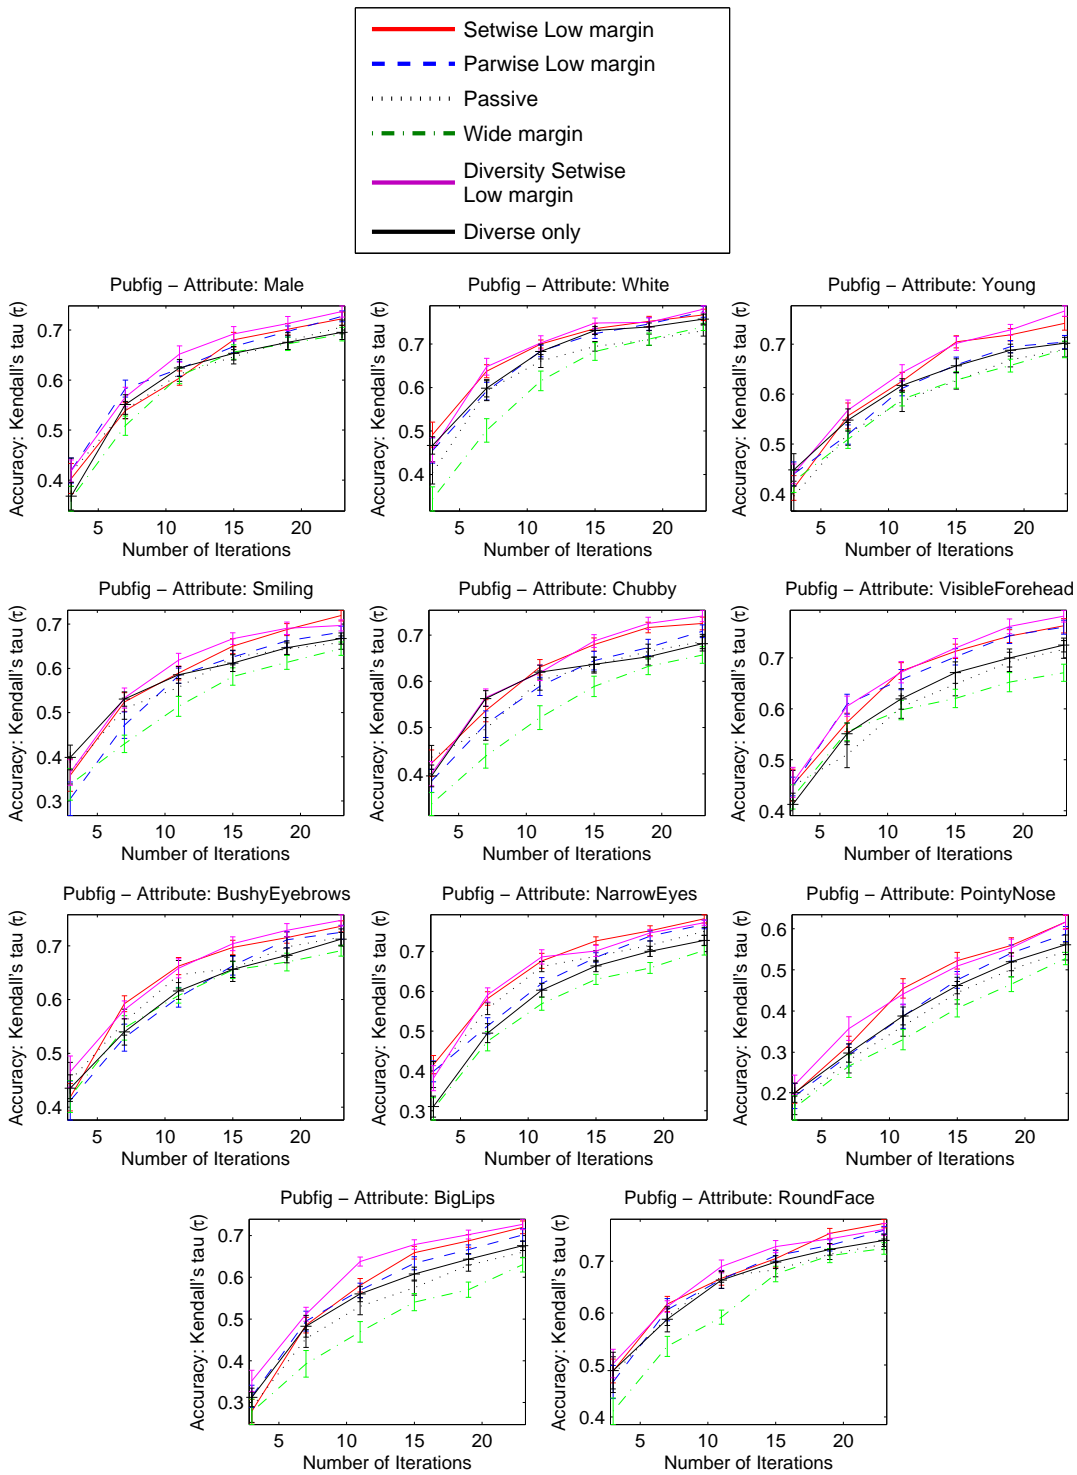 Setwise Low margin
Parwise Low margin
Passive
Wide margin
Diversity Setwise
Low margin
Diverse only
Pubfig − Attribute: Male
Accuracy: Kendall's tau (τ)
0.7
0.6
0.5
0.4
5 10 15 20
Number of Iterations
Pubfig − Attribute: White
Accuracy: Kendall's tau (τ)
0.7
0.6
0.5
0.4
5 10 15 20
Number of Iterations
Pubfig − Attribute: Young
Accuracy: Kendall's tau (τ)
0.7
0.6
0.5
0.4
5 10 15 20
Number of Iterations
Pubfig − Attribute: Smiling
Accuracy: Kendall's tau (τ)
0.7
0.6
0.5
0.4
0.3
5 10 15 20
Number of Iterations
Pubfig − Attribute: Chubby
Accuracy: Kendall's tau (τ)
0.7
0.6
0.5
0.4
5 10 15 20
Number of Iterations
Pubfig − Attribute: VisibleForehead
Accuracy: Kendall's tau (τ)
0.7
0.6
0.5
0.4
5 10 15 20
Number of Iterations
Pubfig − Attribute: BushyEyebrows
Accuracy: Kendall's tau (τ)
0.7
0.6
0.5
0.4
5 10 15 20
Number of Iterations
Pubfig − Attribute: NarrowEyes
Accuracy: Kendall's tau (τ)
0.7
0.6
0.5
0.4
0.3
5 10 15 20
Number of Iterations
Pubfig − Attribute: PointyNose
Accuracy: Kendall's tau (τ)
0.6
0.5
0.4
0.3
0.2
5 10 15 20
Number of Iterations
Pubfig − Attribute: BigLips
Accuracy: Kendall's tau (τ)
0.7
0.6
0.5
0.4
0.3
5 10 15 20
Number of Iterations
Pubfig − Attribute: RoundFace
Accuracy: Kendall's tau (τ)
0.7
0.6
0.5
0.4
5 10 15 20
Number of Iterations